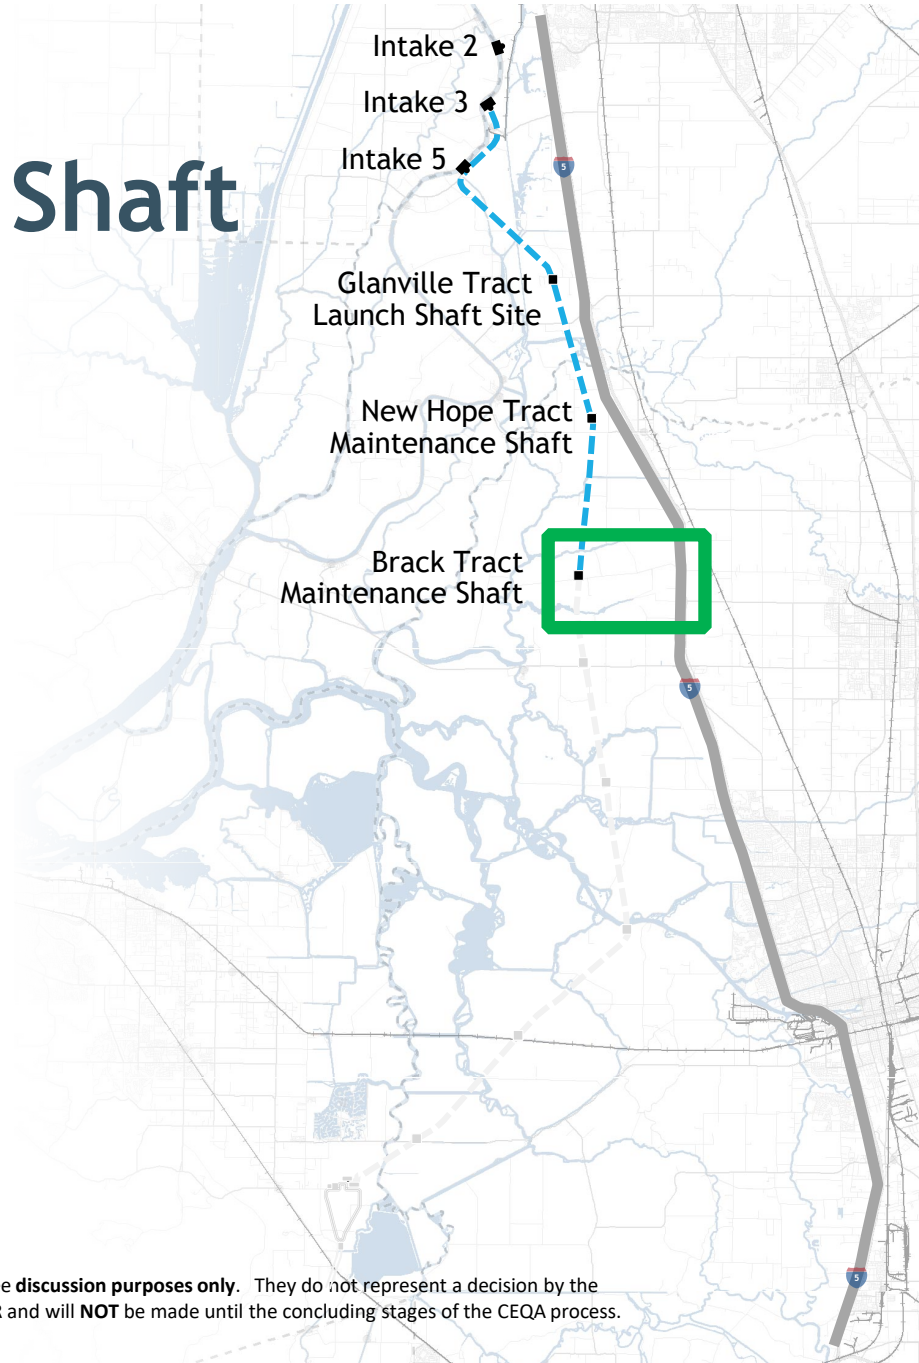 Intake 2
Intake 3
Intake 5
Shaft
5
Glanville Tract
Launch Shaft Site
New Hope Tract
Maintenance Shaft
Brack Tract
Maintenance Shaft
5
5
discussion purposes only. They do not represent a decision by the
and will NOT be made until the concluding stages of the CEQA process.